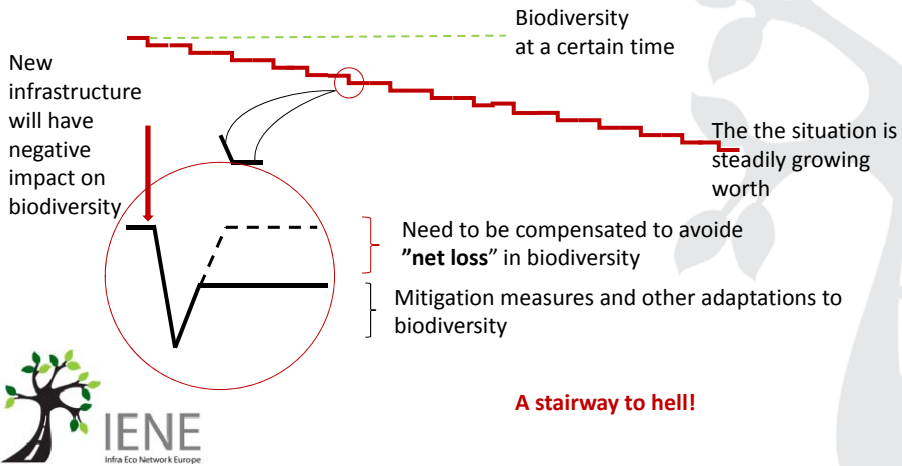 Biodiversity
at a certain time
New
infrastructure
will have
negative
impact on
biodiversity
The the situation is
steadily growing
worth
Need to be compensated to avoide
”net loss” in biodiversity
Mitigation measures and other adaptations to
biodiversity
A stairway to hell!
IENE
Infra Eco Network Europe